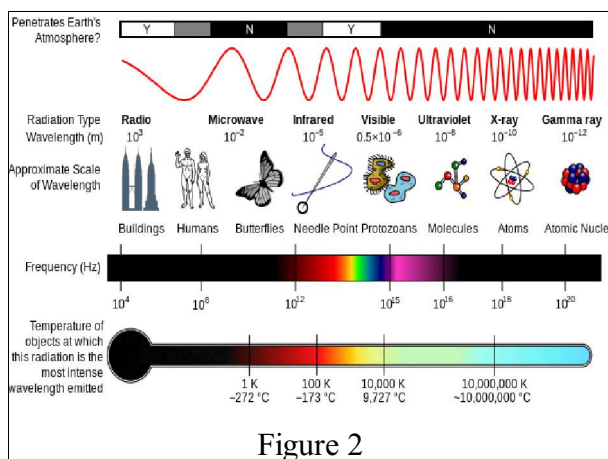 Penetrates Earth's
Atmosphere?
Y N Y N
Radiation Type Radio Microwave Infrared Visible Ultraviolet X-ray Gamma ray
Wavelength (m) 10³ 10⁻² 10⁻⁵ 0.5×10⁻⁶ 10⁻⁸ 10⁻¹⁰ 10⁻¹²
Approximate Scale
of Wavelength
Buildings Humans Butterflies Needle Point Protozoans Molecules Atoms Atomic Nucle
Frequency (Hz)
10⁴ 10⁸ 10¹² 10¹⁵ 10¹⁶ 10¹⁸ 10²⁰
Temperature of
objects at which
this radiation is the
most intense
wavelength emitted
1 K 100 K 10,000 K 10,000,000 K
−272 °C −173 °C 9,727 °C ~10,000,000 °C
Figure 2